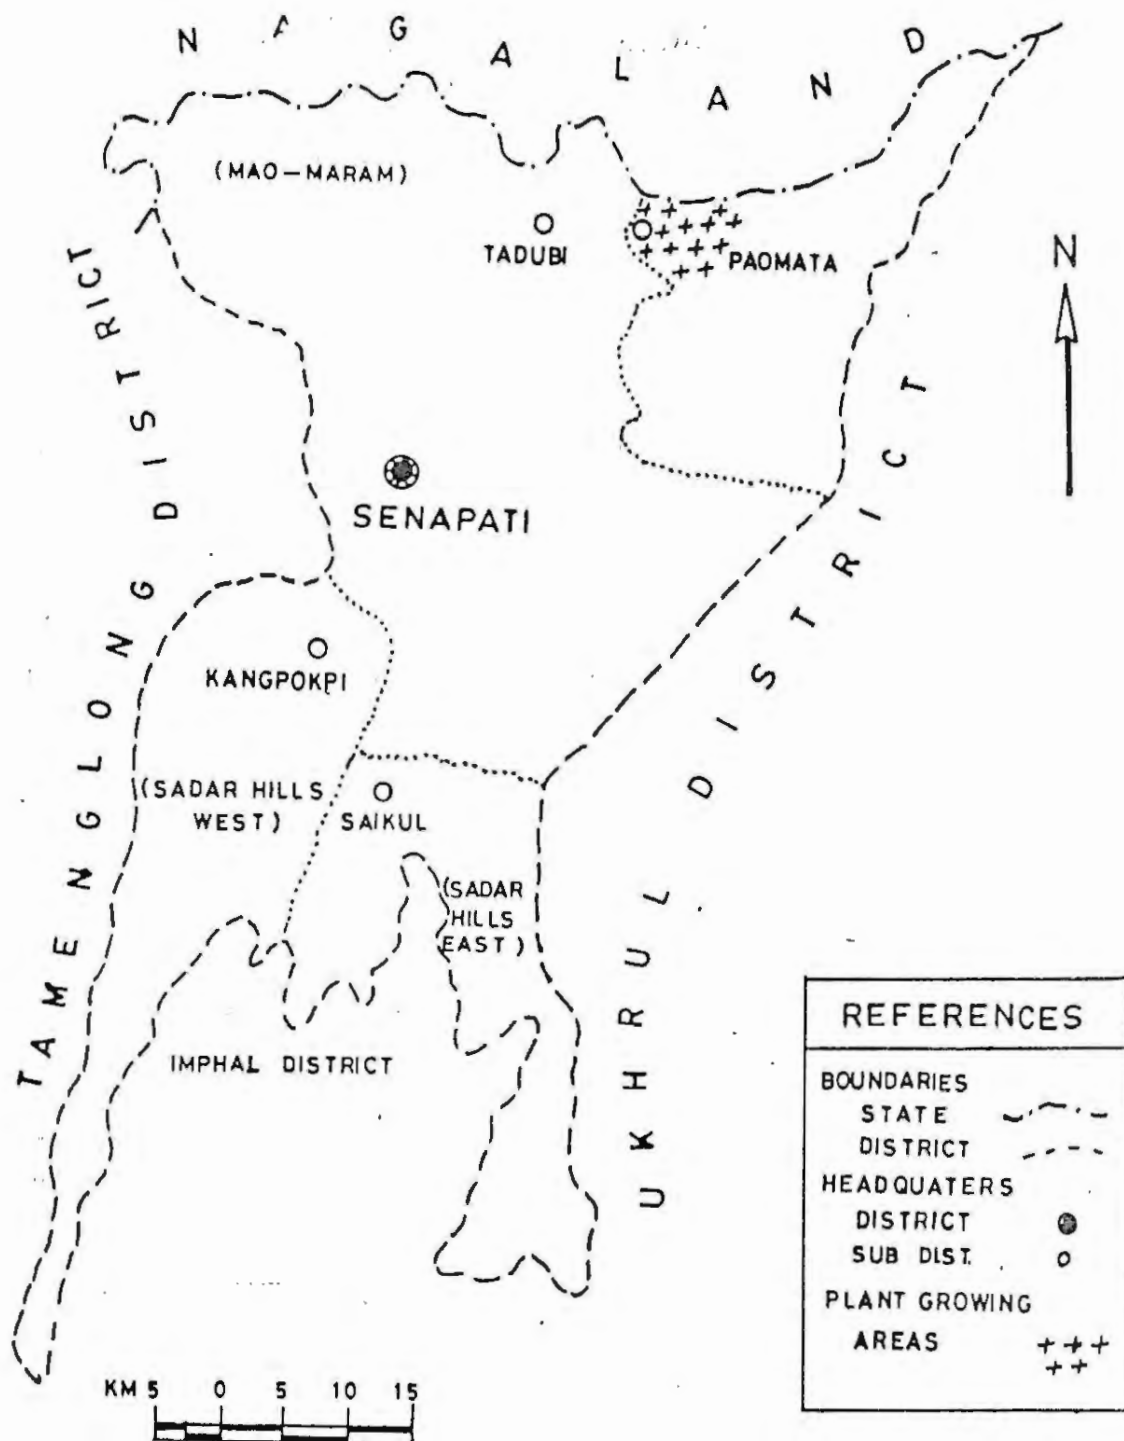 NAGALAND
(MAO-MARAM)
TADUBI
PAOMATA
N
TAMENGLONG DISTRICT
SENAPATI
UKHRUL DISTRICT
KANGPOKPI
(SADAR HILLS
WEST)
SAIKUL
(SADAR
HILLS
EAST)
IMPHAL DISTRICT
REFERENCES
BOUNDARIES
STATE
DISTRICT
HEADQUATERS
DISTRICT
SUB DIST.
PLANT GROWING
AREAS
KM 5 0 5 10 15